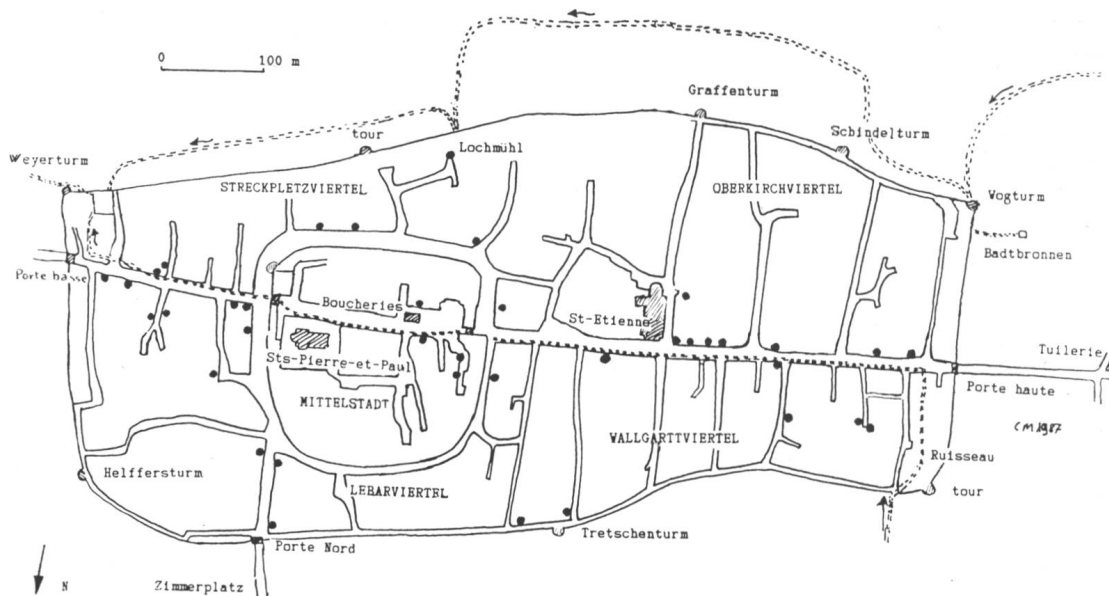 0 100 m
Graffenturm
Schindelturm
tour
Lochmühl
Weyerturm
STRECKPLETZVIERTEL
OBERKIRCHVIERTEL
Vogturm
Badtbronnen
Porte basse
Boucheries
St-Etienne
Sts-Pierre-et-Paul
Tuilerie
Porte haute
MITTELSTADT
CM 1987
WALLGARTTVIERTEL
Ruisseau
Helffersturm
LEBARVIERTEL
tour
Tretschenturm
Porte Nord
N
Zimmerplatz